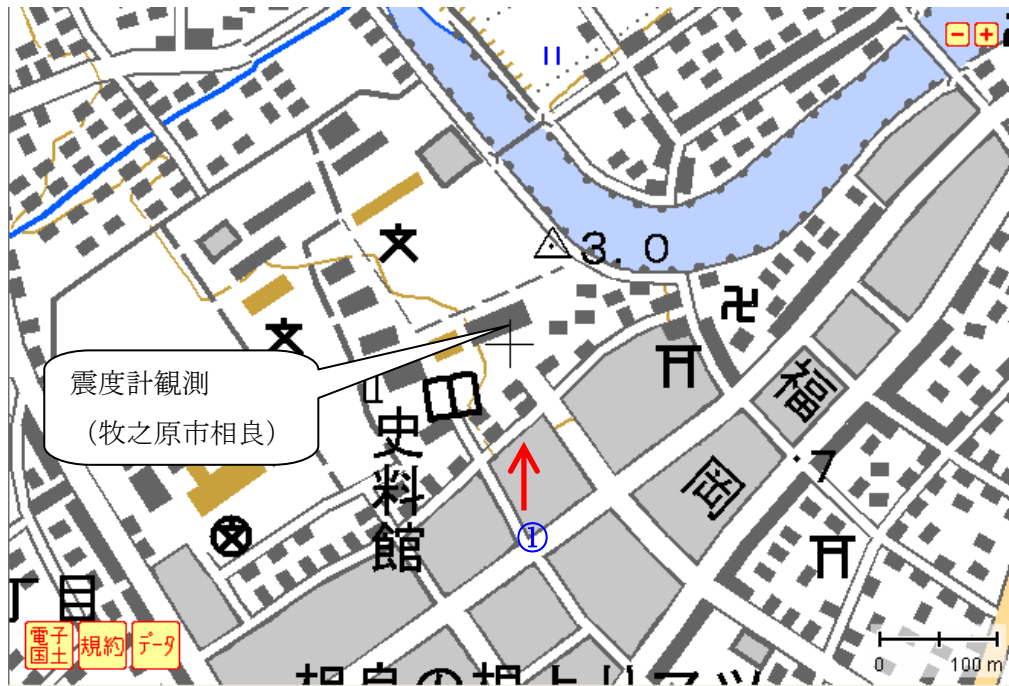 3.0
震度計観測
(牧之原市相良)
史料館
福
岡
・7
①
丁目
電子国土
規約
データ
0 100 m